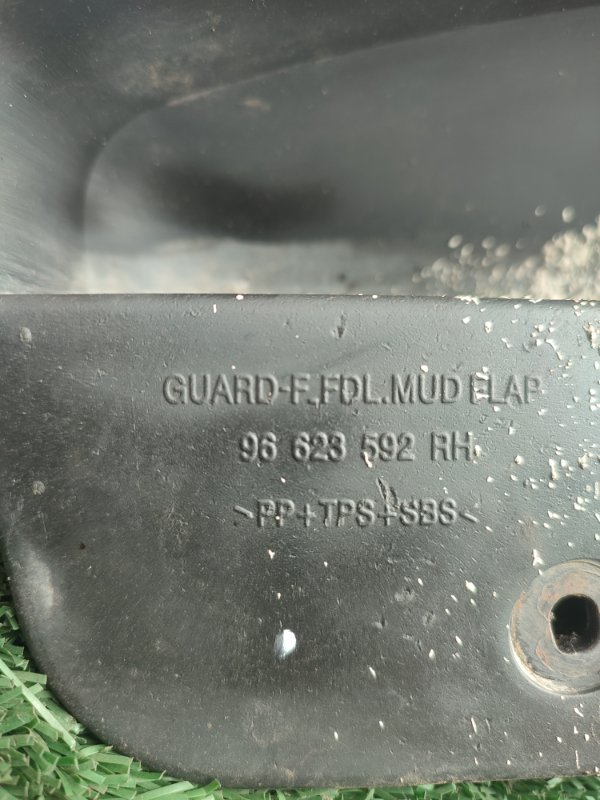 GUARD-F.FDL.MUD FLAP
96 623 592 RH.
>PP+TPS+SBS<